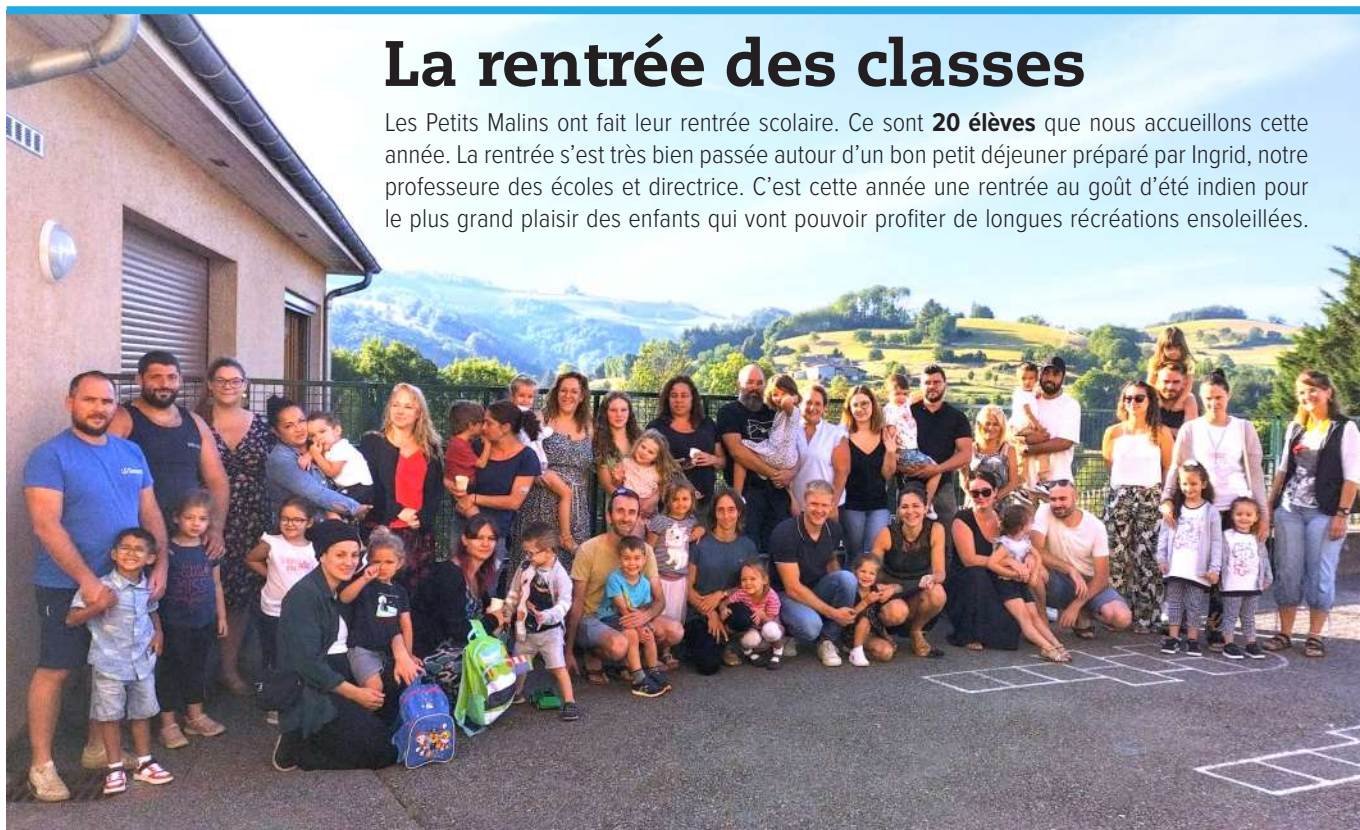 La rentrée des classes
Les Petits Malins ont fait leur rentrée scolaire. Ce sont 20 élèves que nous accueillons cette
année. La rentrée s’est très bien passée autour d’un bon petit déjeuner préparé par Ingrid, notre
professeure des écoles et directrice. C’est cette année une rentrée au goût d’été indien pour
le plus grand plaisir des enfants qui vont pouvoir profiter de longues récréations ensoleillées.